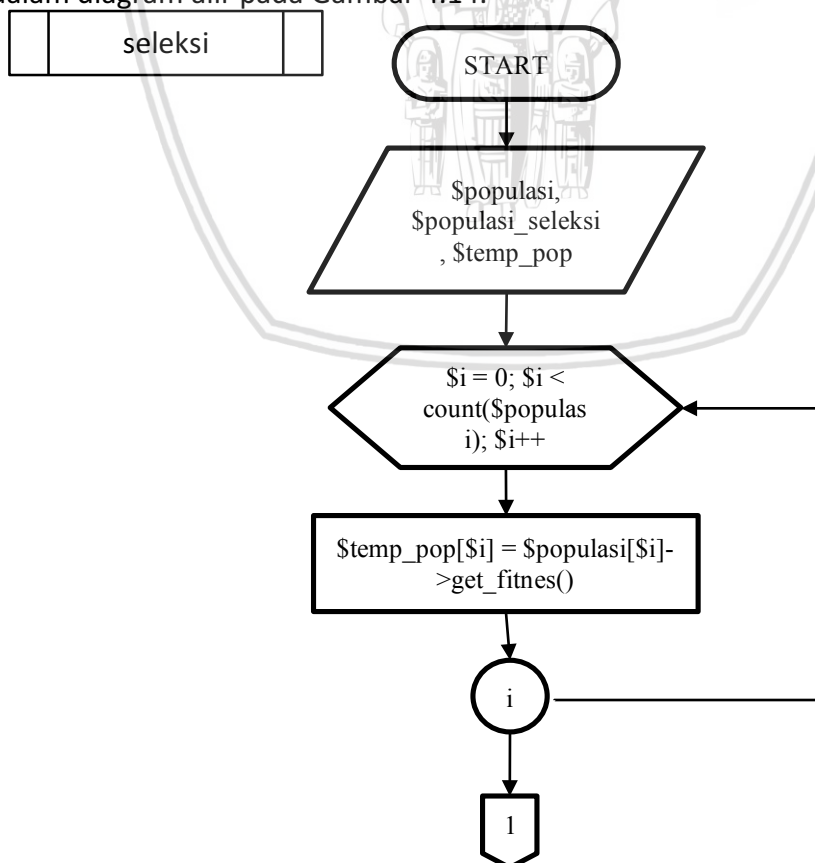 dalam diagram alir pada Gambar 4.14.
seleksi
START
$populasi,
$populasi_seleksi
, $temp_pop
$i = 0; $i <
count($populas
i); $i++
$temp_pop[$i] = $populasi[$i]-
>get_fitnes()
i
1